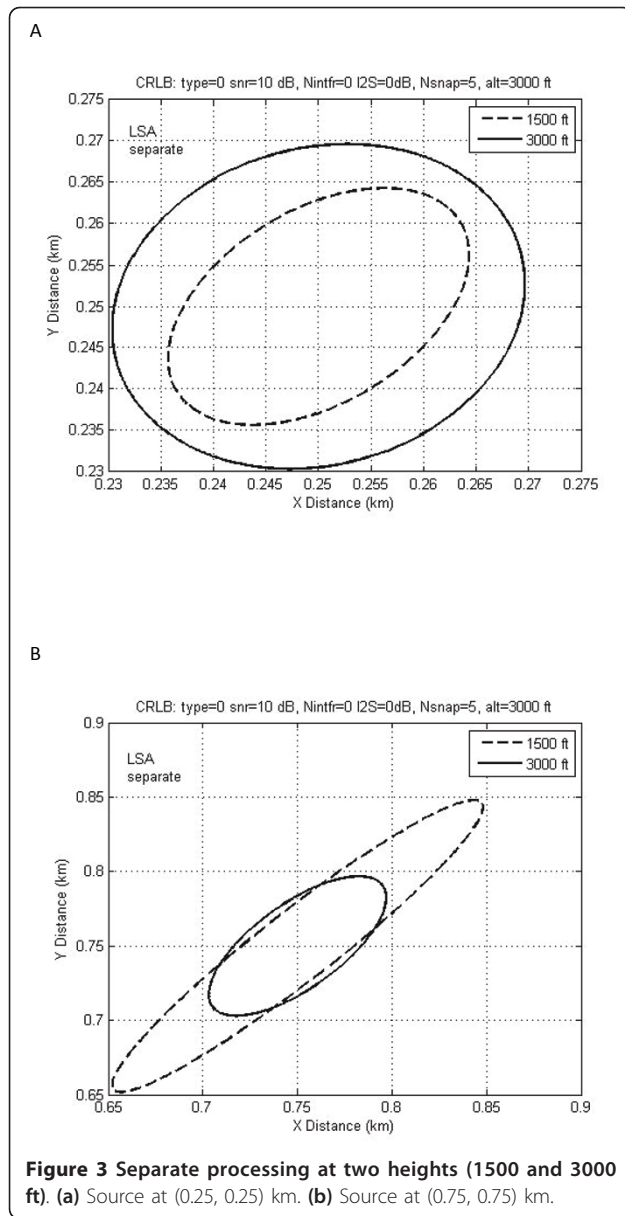 A
CRLB: type=0 snr=10 dB, Nintfr=0 I2S=0dB, Nsnap=5, alt=3000 ft
0.275
0.27
0.265
0.26
0.255
0.25
0.245
0.24
0.235
0.23
Y Distance (km)
LSA
separate
1500 ft
3000 ft
0.23 0.235 0.24 0.245 0.25 0.255 0.26 0.265 0.27 0.275
X Distance (km)
B
CRLB: type=0 snr=10 dB, Nintfr=0 I2S=0dB, Nsnap=5, alt=3000 ft
0.9
0.85
0.8
0.75
0.7
0.65
Y Distance (km)
LSA
separate
1500 ft
3000 ft
0.65 0.7 0.75 0.8 0.85 0.9
X Distance (km)
Figure 3 Separate processing at two heights (1500 and 3000
ft). (a) Source at (0.25, 0.25) km. (b) Source at (0.75, 0.75) km.